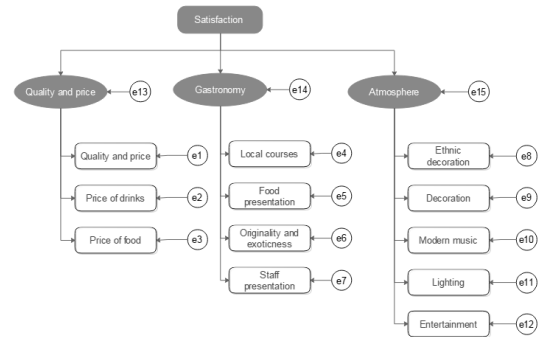 Satisfaction
Quality and price
e13
Gastronomy
e14
Atmosphere
e15
Quality and price
e1
Price of drinks
e2
Price of food
e3
Local courses
e4
Food
presentation
e5
Originality and
exoticness
e6
Staff
presentation
e7
Ethnic
decoration
e8
Decoration
e9
Modern music
e10
Lighting
e11
Entertainment
e12